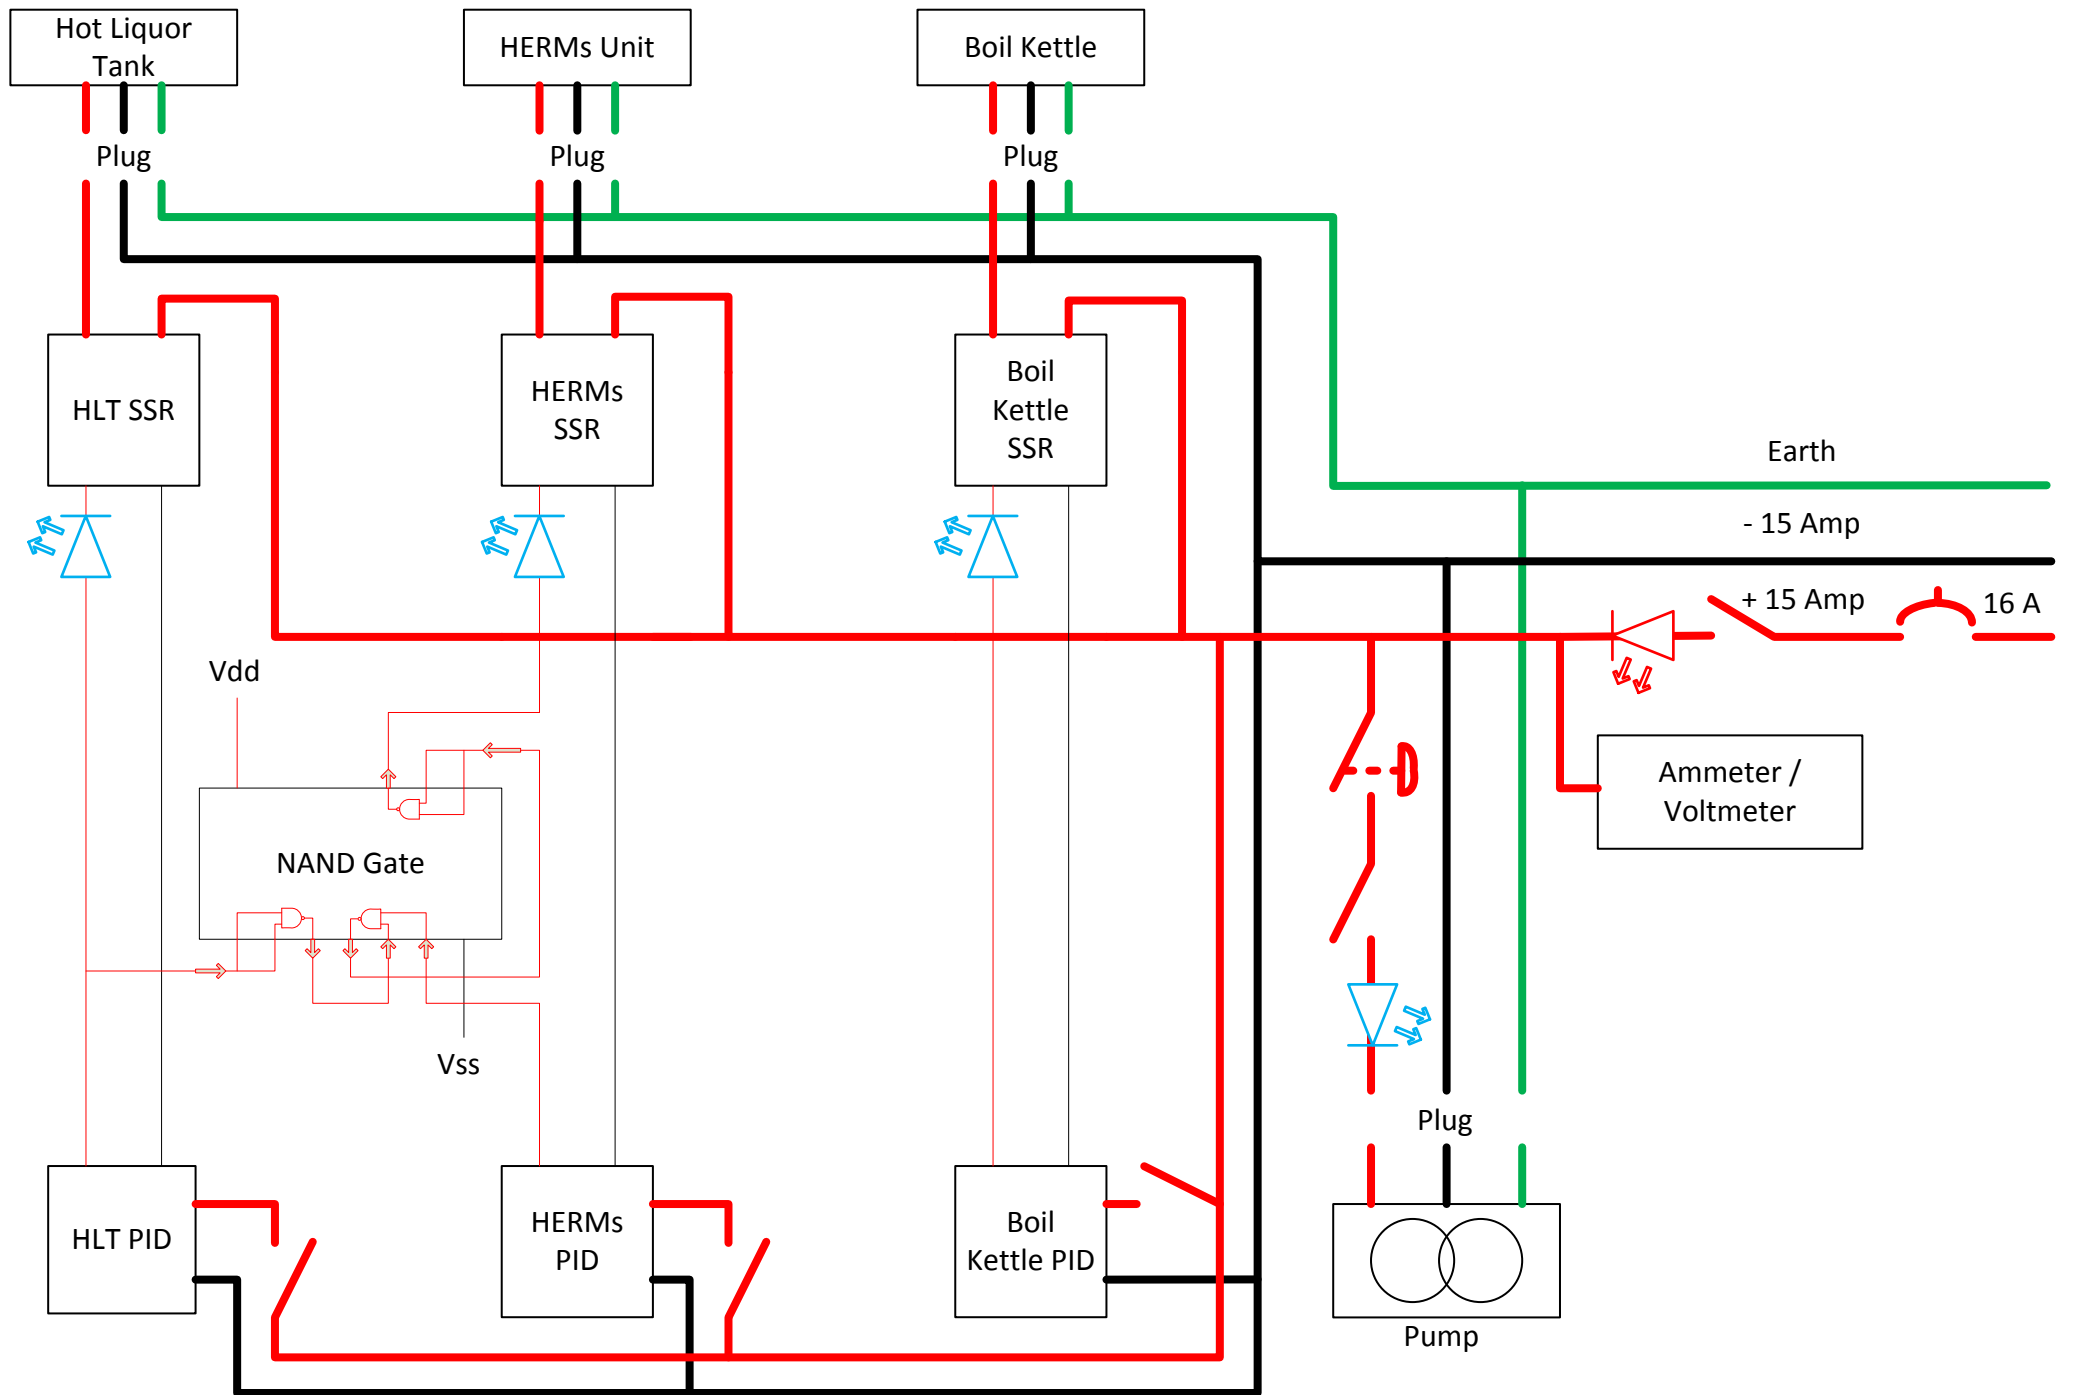 Hot Liquor
Tank
HERMs Unit
Boil Kettle
Plug
Plug
Plug
HLT SSR
HERMs
SSR
Boil
Kettle
SSR
Earth
- 15 Amp
+ 15 Amp
16 A
Vdd
Ammeter /
Voltmeter
NAND Gate
Vss
Plug
HLT PID
HERMs
PID
Boil
Kettle PID
Pump